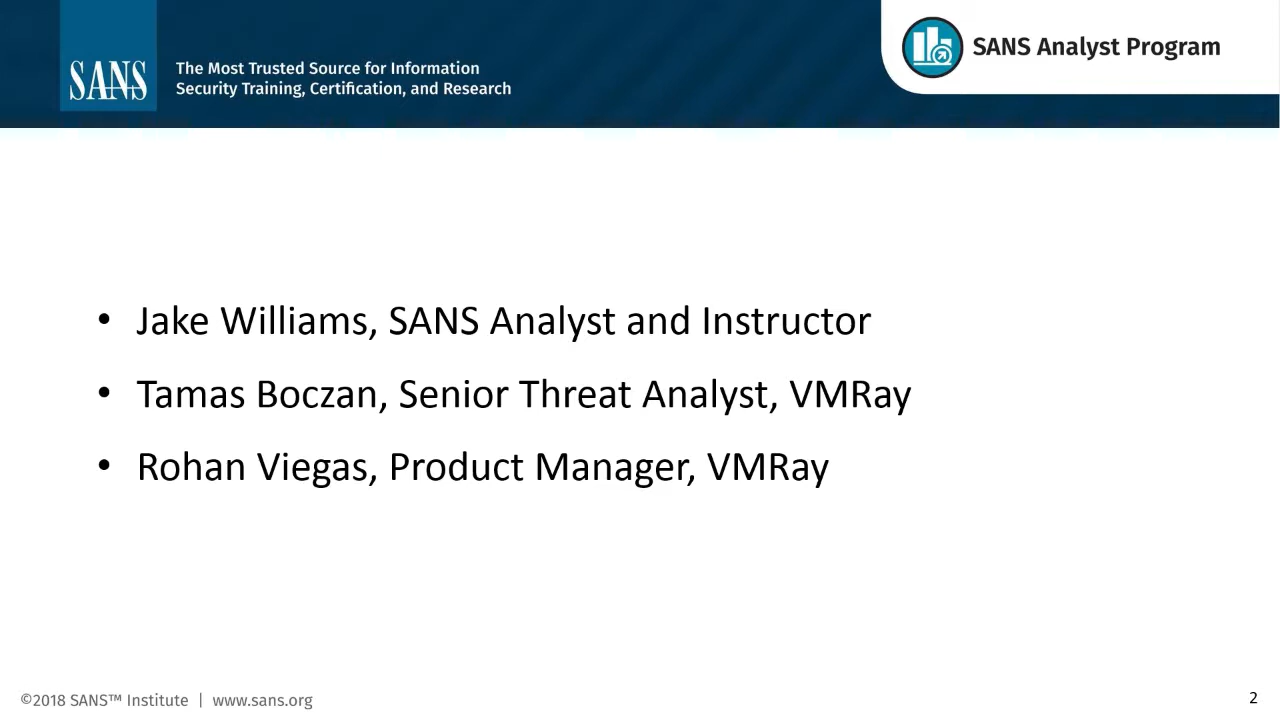 SANS
The Most Trusted Source for Information
Security Training, Certification, and Research
SANS Analyst Program
• Jake Williams, SANS Analyst and Instructor
• Tamas Boczan, Senior Threat Analyst, VMRay
• Rohan Viegas, Product Manager, VMRay
©2018 SANS™ Institute | www.sans.org
2